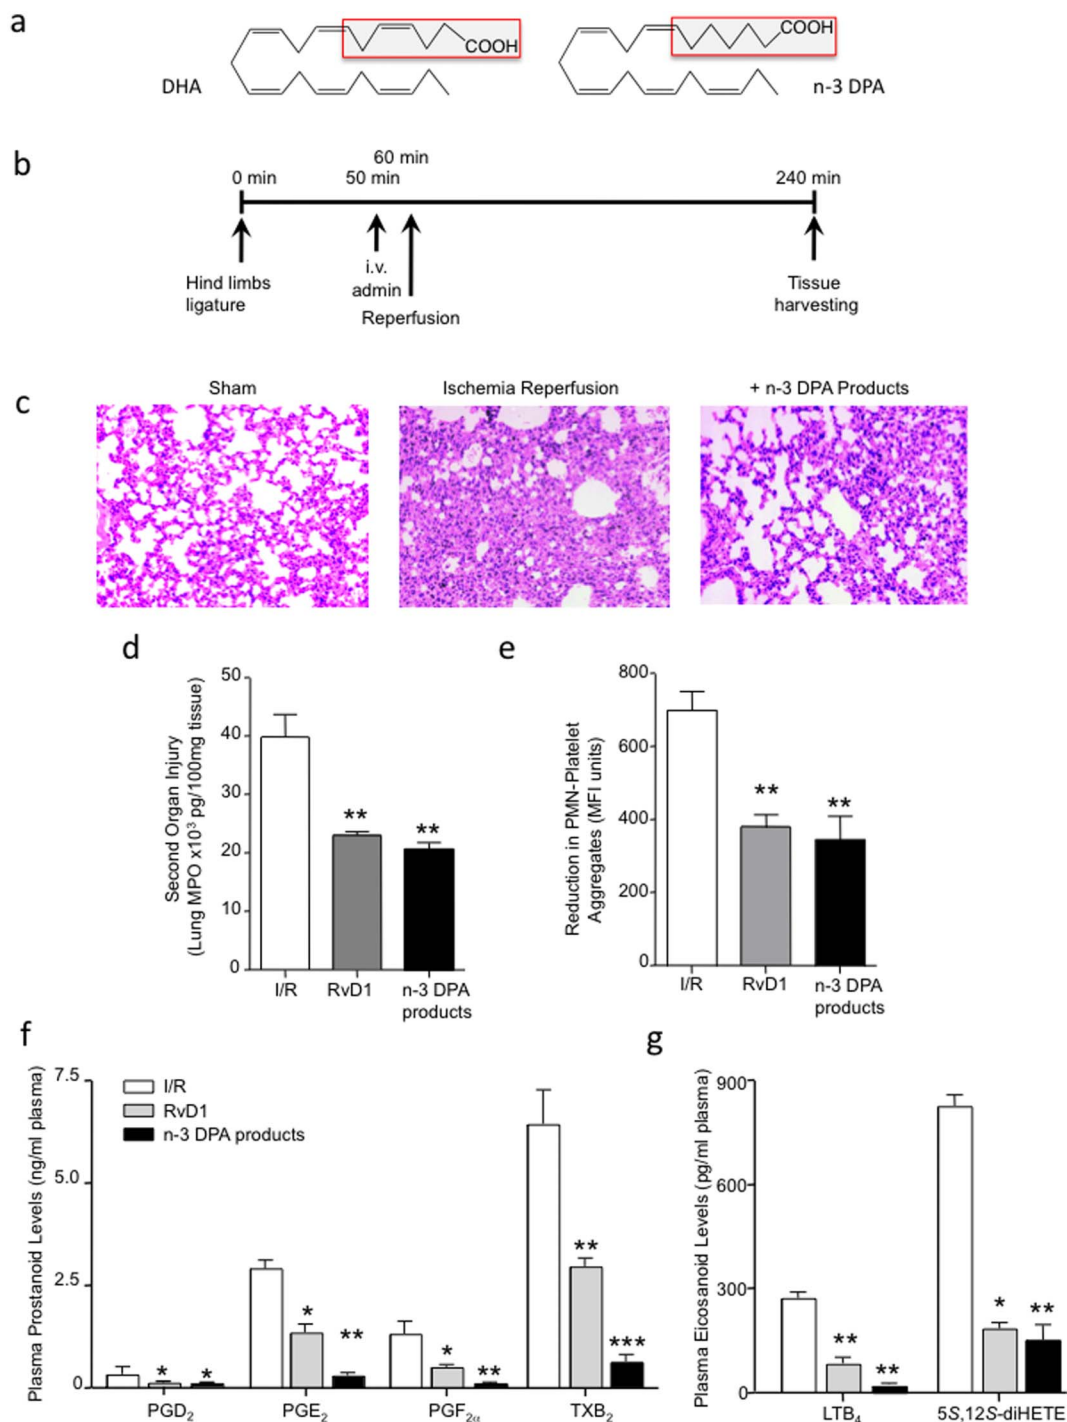 a
COOH
COOH
DHA
n-3 DPA
b
60 min
0 min
50 min
240 min
Hind limbs
ligature
i.v.
admin
Reperfusion
Tissue
harvesting
c
Sham
Ischemia Reperfusion
+ n-3 DPA Products
d
Second Organ Injury
(Lung MPO x10³ pg/100mg tissue)
50
40
30
20
10
0
**
**
I/R
RvD1
n-3 DPA
products
e
Reduction in PMN-Platelet
Aggregates (MFI units)
800
600
400
200
0
**
**
I/R
RvD1
n-3 DPA
products
f
Plasma Prostanoid Levels (ng/ml plasma)
7.5
5.0
2.5
0
I/R
RvD1
n-3 DPA products
*
*
*
**
*
**
**
***
PGD₂
PGE₂
PGF₂α
TXB₂
g
Plasma Eicosanoid Levels (pg/ml plasma)
900
600
300
0
**
**
*
**
LTB₄
5S,12S-diHETE